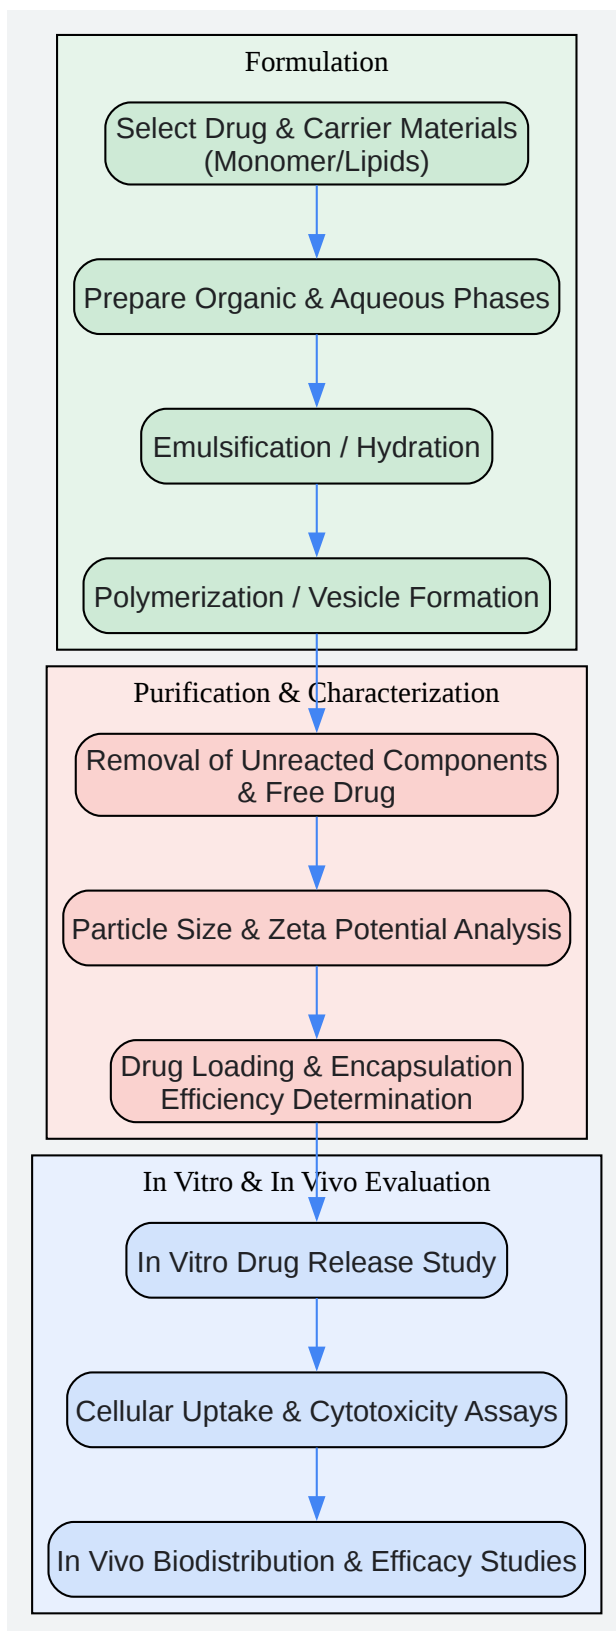 Formulation
Select Drug & Carrier Materials
(Monomer/Lipids)
Prepare Organic & Aqueous Phases
Emulsification / Hydration
Polymerization / Vesicle Formation
Purification & Characterization
Removal of Unreacted Components
& Free Drug
Particle Size & Zeta Potential Analysis
Drug Loading & Encapsulation
Efficiency Determination
In Vitro & In Vivo Evaluation
In Vitro Drug Release Study
Cellular Uptake & Cytotoxicity Assays
In Vivo Biodistribution & Efficacy Studies